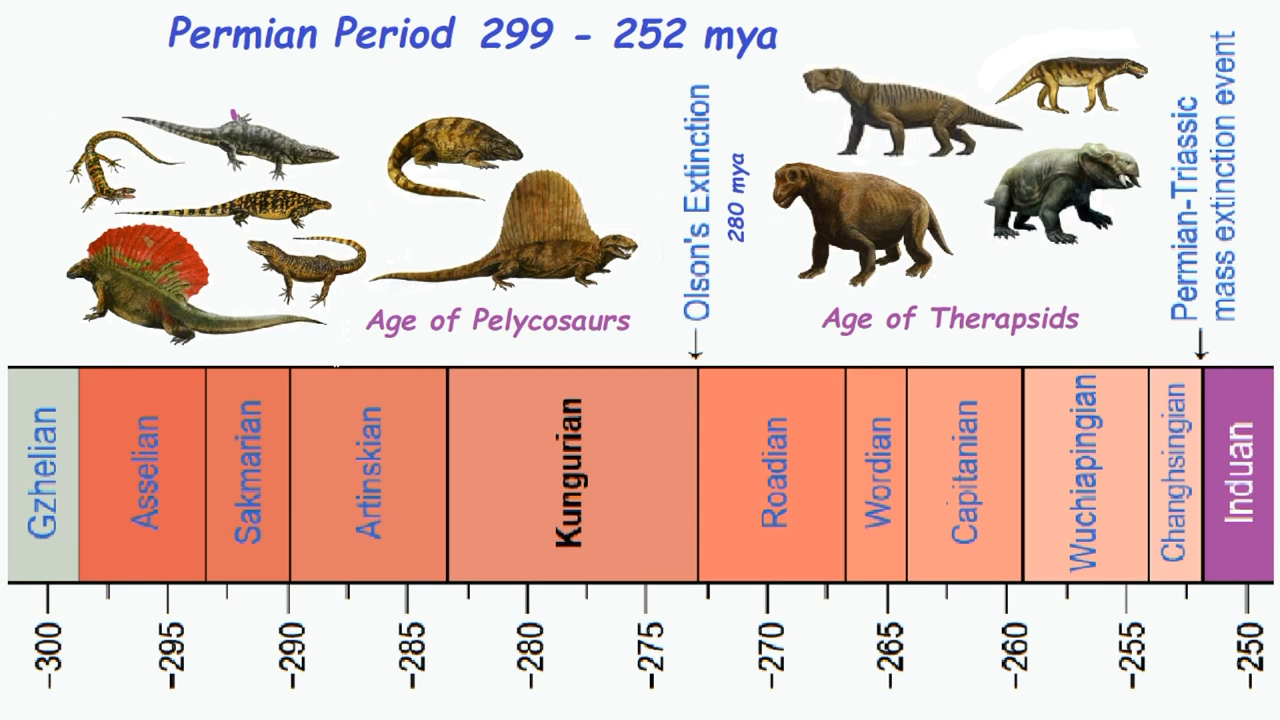 Permian Period 299 - 252 mya
Olson's Extinction
280 mya
Permian-Triassic
mass extinction event
Age of Pelycosaurs
Age of Therapsids
Gzhelian
Asselian
Sakmarian
Artinskian
Kungurian
Roadian
Wordian
Capitanian
Wuchiapingian
Changhsingian
Induan
−300
−295
−290
−285
−280
−275
−270
−265
−260
−255
−250